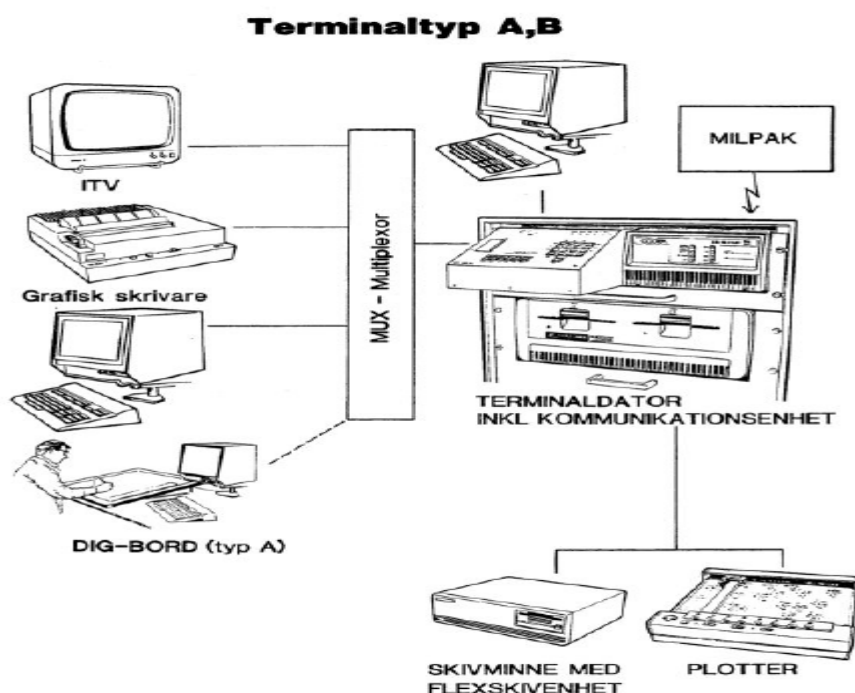 Terminaltyp A,B
MILPAK
ITV
MUX - Multiplexor
Grafisk skrivare
TERMINALDATOR
INKL KOMMUNIKATIONSENHET
DIG-BORD (typ A)
SKIVMINNE MED
FLEXSKIVENHET
PLOTTER